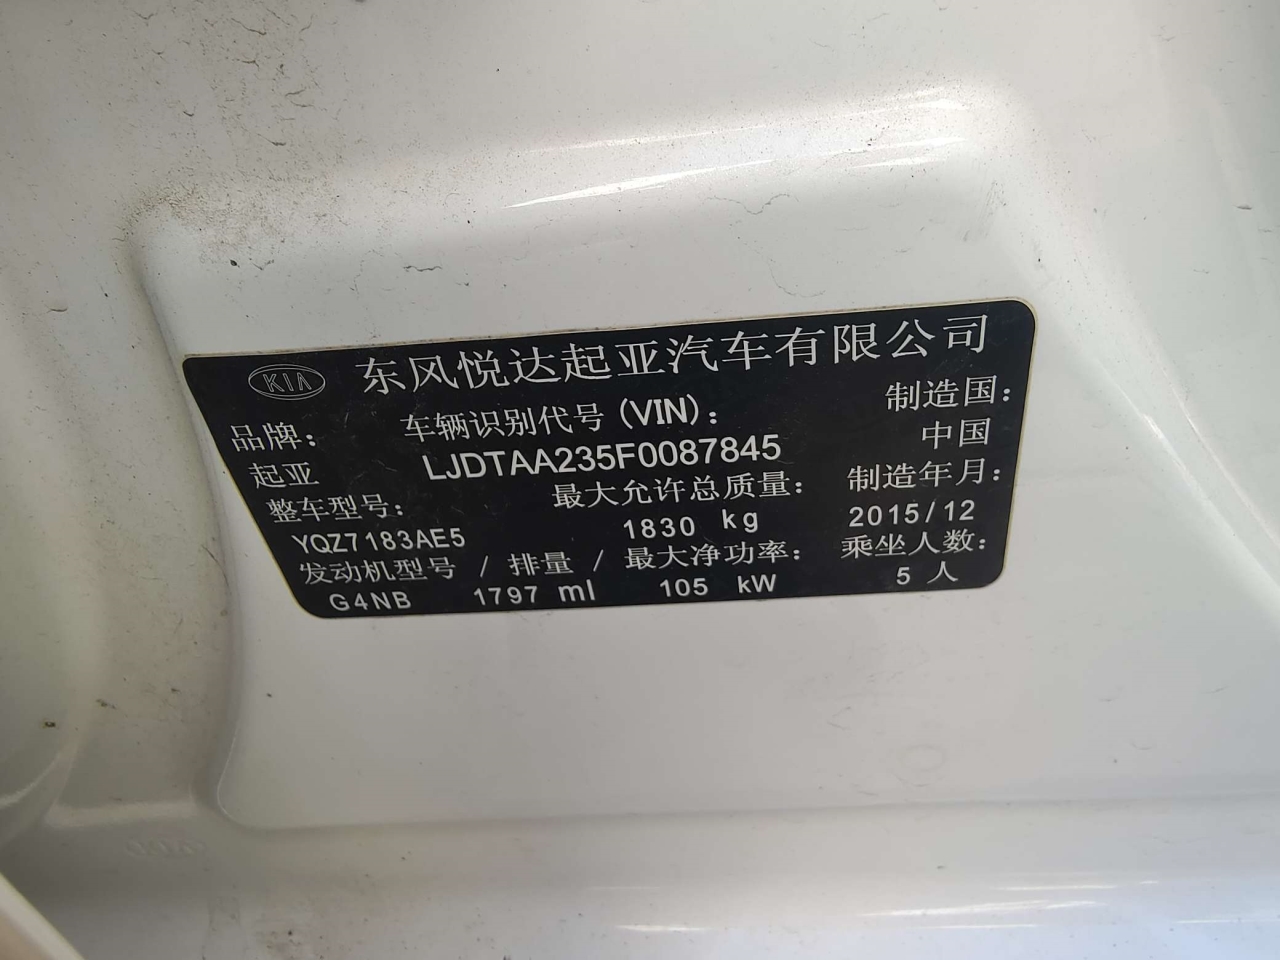 KIA 东风悦达起亚汽车有限公司
品牌： 车辆识别代号 (VIN)： 制造国：
起亚 LJDTAA235F0087845 中国
整车型号： 最大允许总质量： 制造年月：
YQZ7183AE5 1830 kg 2015/12
发动机型号 / 排量 / 最大净功率： 乘坐人数：
G4NB 1797 ml 105 kW 5 人